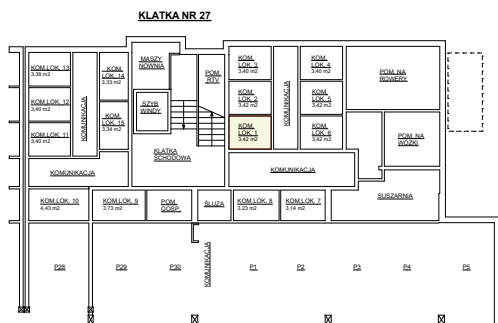 KLATKA NR 27
KOM.LOK. 13
3,38 m2
KOM.LOK. 12
3,40 m2
KOM.LOK. 11
3,40 m2
KOMUNIKACJA
KOM.
LOK. 14
3,33 m2
KOM.
LOK. 15
3,34 m2
MASZY
NOWNIA
SZYB
WINDY
POM.
RTV
KLATKA
SCHODOWA
KOM.
LOK. 3
3,40 m2
KOM.
LOK. 2
3,42 m2
KOM.
LOK. 1
3,42 m2
KOMUNIKACJA
KOM.
LOK. 4
3,40 m2
KOM.
LOK. 5
3,42 m2
KOM.
LOK. 6
3,42 m2
POM. NA
ROWERY
POM. NA
WÓZKI
KOMUNIKACJA
KOMUNIKACJA
SUSZARNIA
KOM.LOK. 10
4,43 m2
KOM.LOK. 9
3,73 m2
POM.
GOSP.
ŚLUZA
KOM.LOK. 8
3,23 m2
KOM.LOK. 7
3,14 m2
KOMUNIKACJA
P28
P29
P30
P1
P2
P3
P4
P5